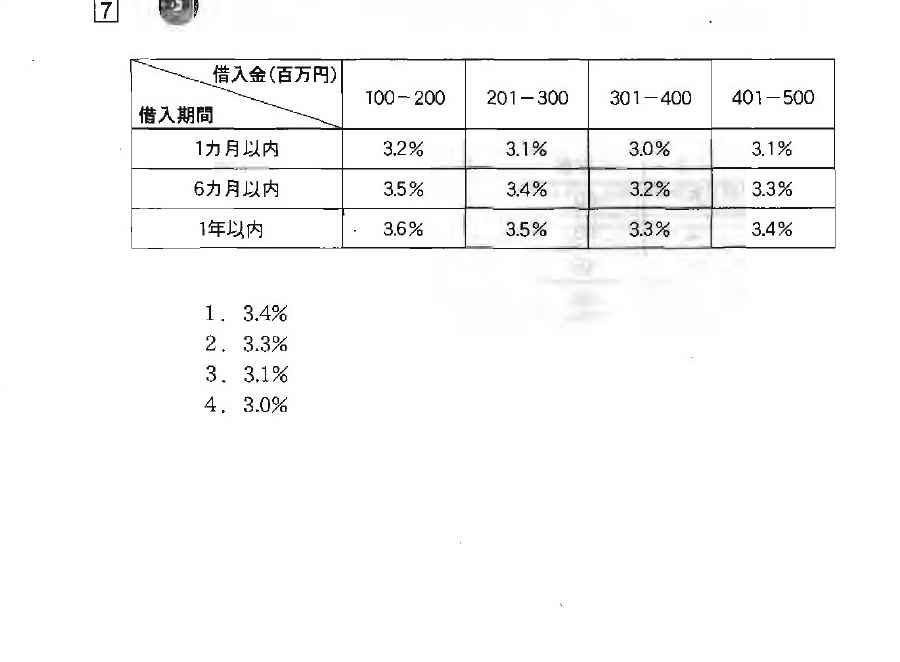 7
借入金(百万円)
借入期間
100－200 201－300 301－400 401－500
1カ月以内 3.2% 3.1% 3.0% 3.1%
6カ月以内 3.5% 3.4% 3.2% 3.3%
1年以内 3.6% 3.5% 3.3% 3.4%
1. 3.4%
2. 3.3%
3. 3.1%
4. 3.0%